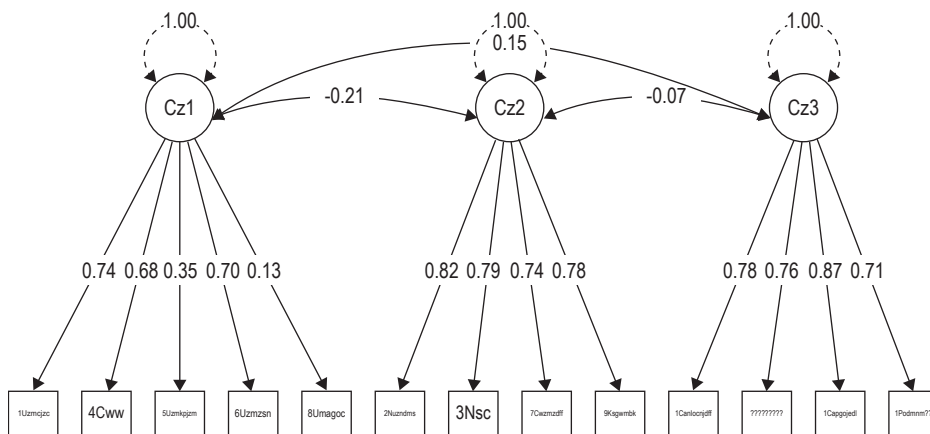 1.00 1.00 1.00
0.15
-0.21 -0.07
Cz1 Cz2 Cz3
0.74 0.68 0.35 0.70 0.13 0.82 0.79 0.74 0.78 0.78 0.76 0.87 0.71
1Uzmcjzc 4Cww 5Uzmkpjzm 6Uzmzsn 8Umagoc 2Nuzndms 3Nsc 7Cwzmzdff 9Ksgwmbk 1Canlocnjdff ????????? 1Capgojedl 1Podmnm??